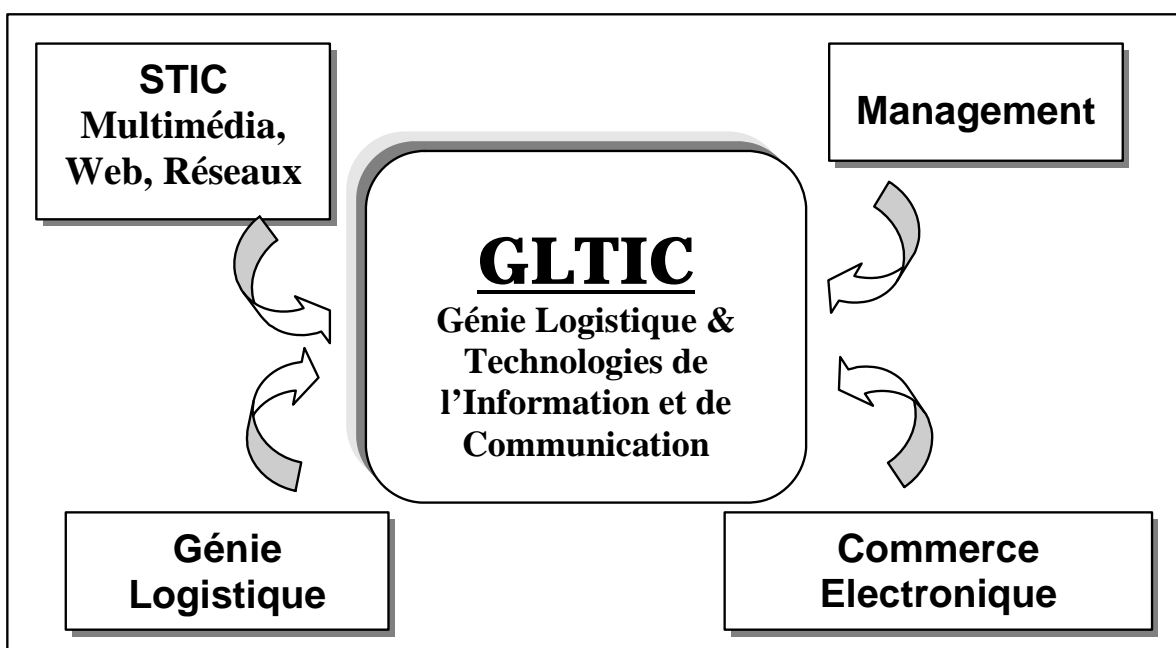 STIC
Multimédia,
Web, Réseaux
Management
GLTIC
Génie Logistique &
Technologies de
l’Information et de
Communication
Génie
Logistique
Commerce
Electronique